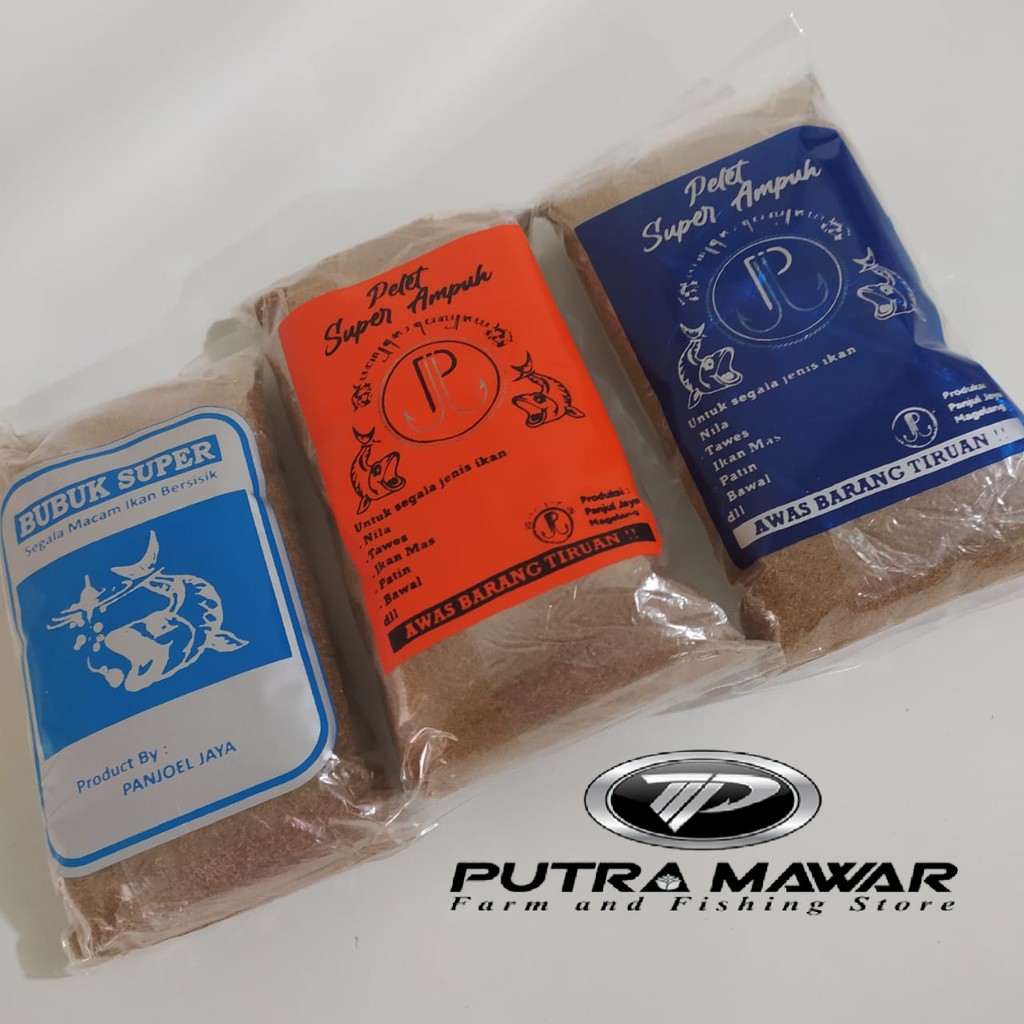 BUBUK SUPER
Segala Macam Ikan Bersisik
Product By :
PANJOEL JAYA
Pelet
Super Ampuh
PJ
Untuk segala jenis ikan
. Nila
. Tawes
. Ikan Mas
. Patin
. Bawal
dll
Produksi :
Panjul Jaya
Magelang
AWAS BARANG TIRUAN !!
Pelet
Super Ampuh
PJ
Untuk segala jenis ikan
Nila
Tawes
Ikan Mas
Patin
Bawal
dll
Produksi:
Panjul Jaya
Magelang
AWAS BARANG TIRUAN !!
PUTRA MAWAR
Farm and Fishing Store